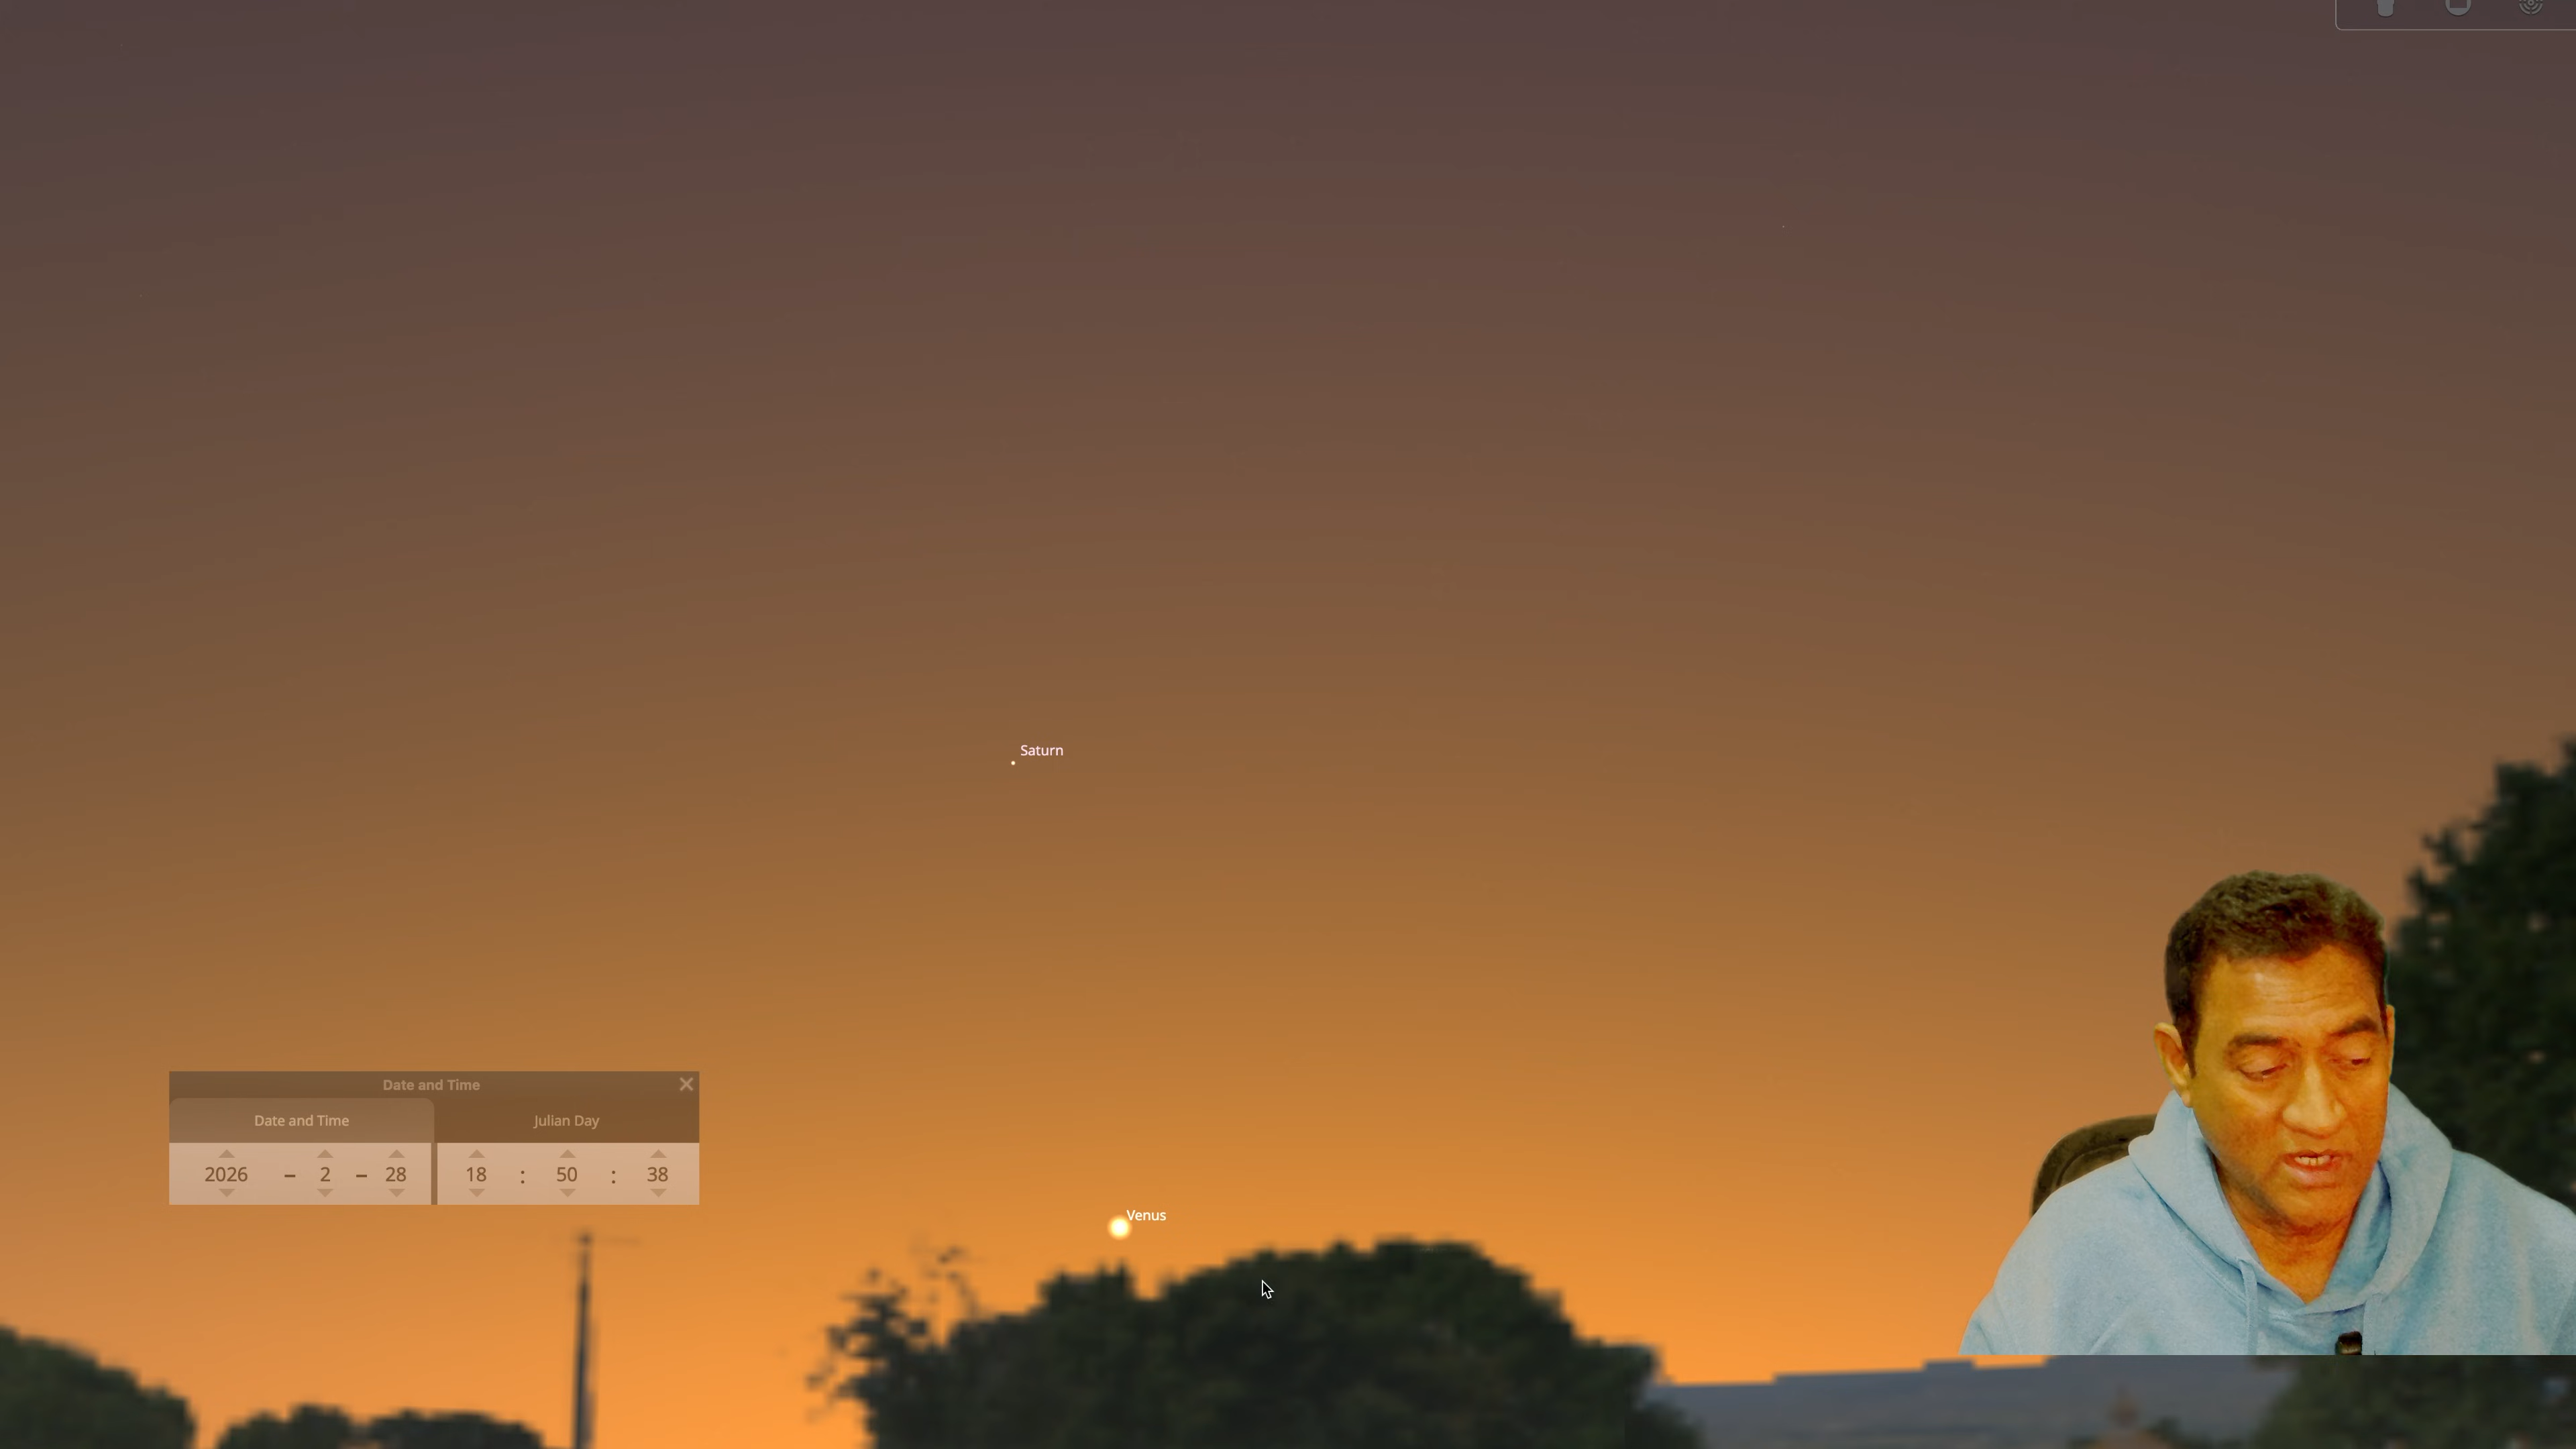 Saturn
Date and Time
Date and Time Julian Day
2026 - 2 - 28 18 : 50 : 38
Venus